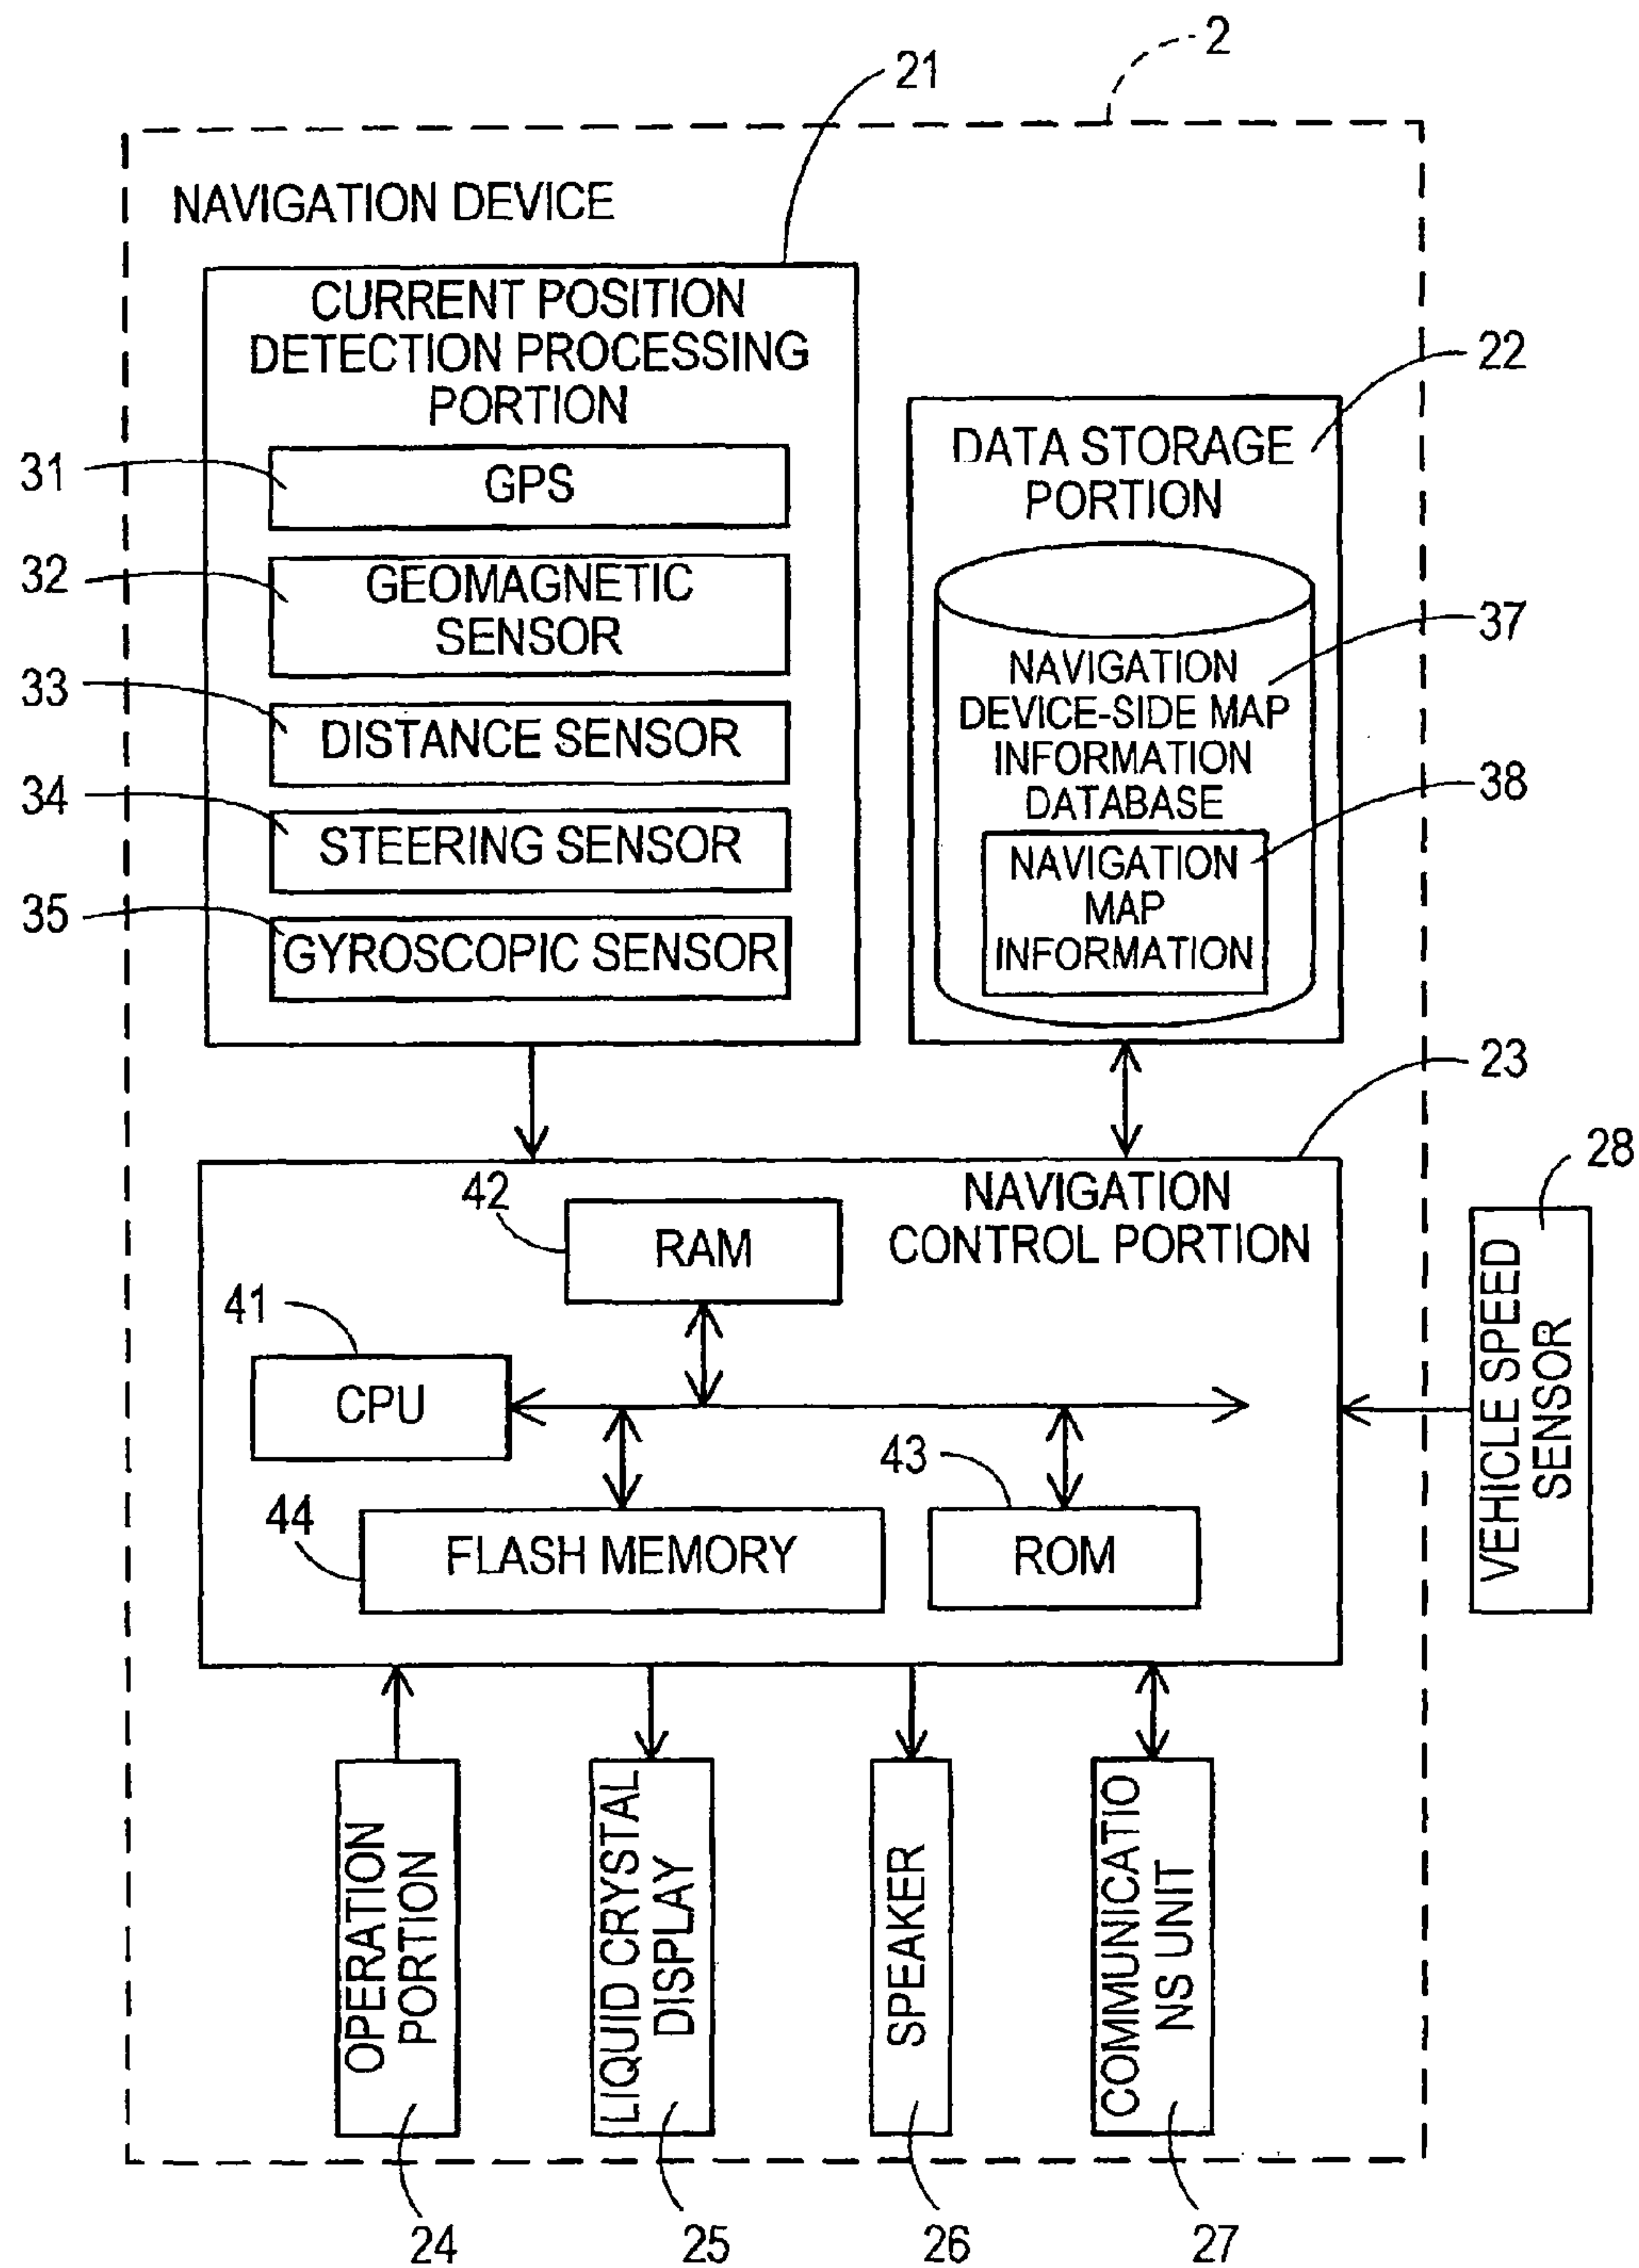 2
21
NAVIGATION DEVICE
CURRENT POSITION
DETECTION PROCESSING
PORTION
22
DATA STORAGE
PORTION
31
GPS
32
GEOMAGNETIC
SENSOR
37
NAVIGATION
DEVICE-SIDE MAP
INFORMATION
DATABASE
33
DISTANCE SENSOR
38
34
STEERING SENSOR
NAVIGATION
MAP
INFORMATION
35
GYROSCOPIC SENSOR
23
28
NAVIGATION
CONTROL PORTION
42
RAM
VEHICLE SPEED
SENSOR
41
CPU
43
44
FLASH MEMORY
ROM
OPERATION
PORTION
LIQUID CRYSTAL
DISPLAY
SPEAKER
COMMUNICATIO
NS UNIT
24
25
26
27